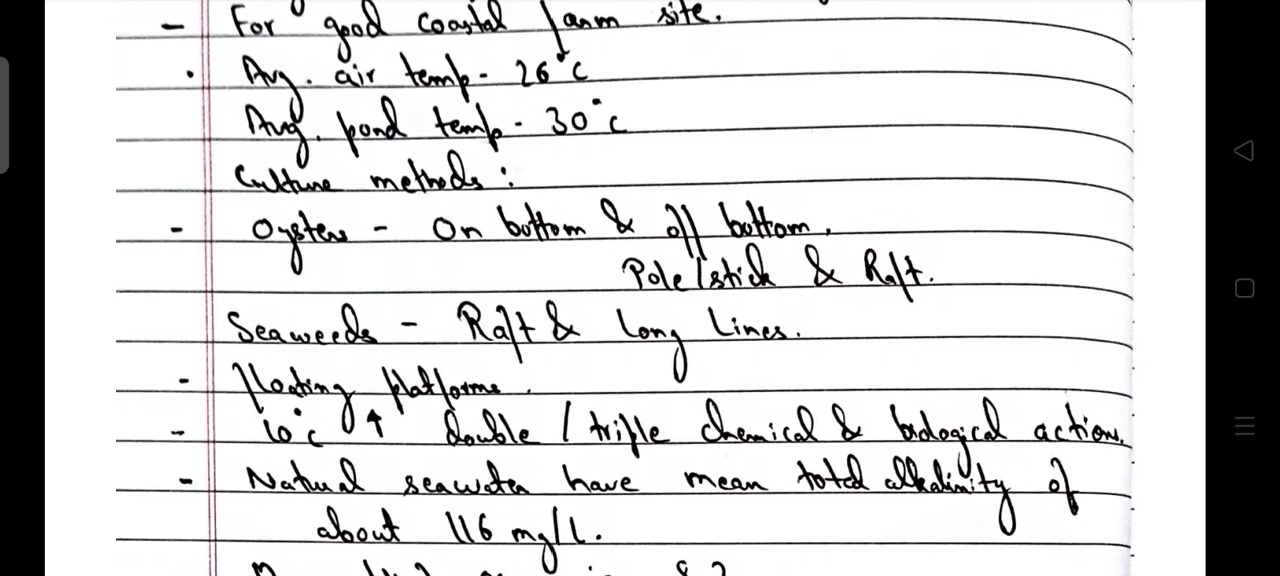 - For good coastal farm site.
. Avg. air temp - 26°C
Avg. pond temp - 30°C
Culture methods :
- Oysters - On bottom & off bottom.
Pole/stick & Raft.
Seaweeds - Raft & Long Lines.
- floating platforms.
- 10°C ↑ double / triple chemical & biological action.
- Natural seawater have mean total alkalinity of
about 116 mg/l.